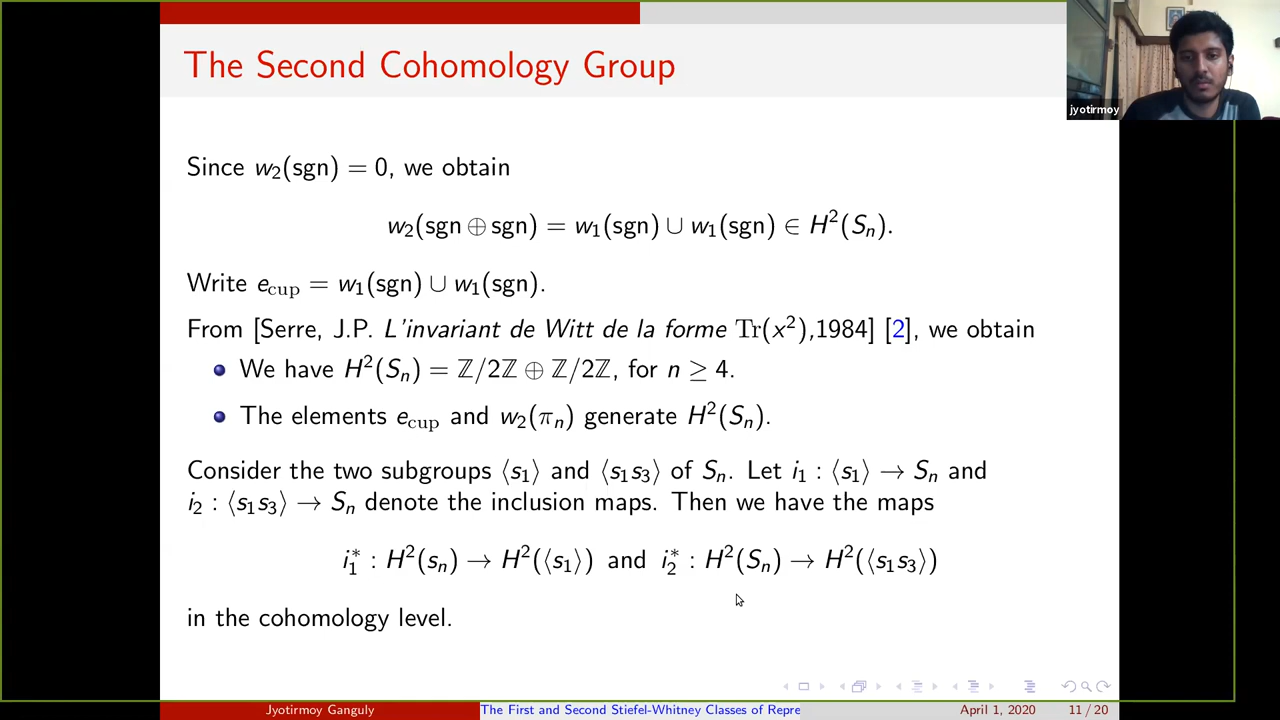 The Second Cohomology Group
jyotirmoy
Since w₂(sgn) = 0, we obtain
w₂(sgn ⊕ sgn) = w₁(sgn) ∪ w₁(sgn) ∈ H²(Sₙ).
Write e_cup = w₁(sgn) ∪ w₁(sgn).
From [Serre, J.P. L'invariant de Witt de la forme Tr(x²),1984] [2], we obtain
We have H²(Sₙ) = ℤ/2ℤ ⊕ ℤ/2ℤ, for n ≥ 4.
The elements e_cup and w₂(πₙ) generate H²(Sₙ).
Consider the two subgroups ⟨s₁⟩ and ⟨s₁s₃⟩ of Sₙ. Let i₁ : ⟨s₁⟩ → Sₙ and
i₂ : ⟨s₁s₃⟩ → Sₙ denote the inclusion maps. Then we have the maps
i₁* : H²(sₙ) → H²(⟨s₁⟩) and i₂* : H²(Sₙ) → H²(⟨s₁s₃⟩)
in the cohomology level.
Jyotirmoy Ganguly The First and Second Stiefel-Whitney Classes of Repre April 1, 2020 11 / 20